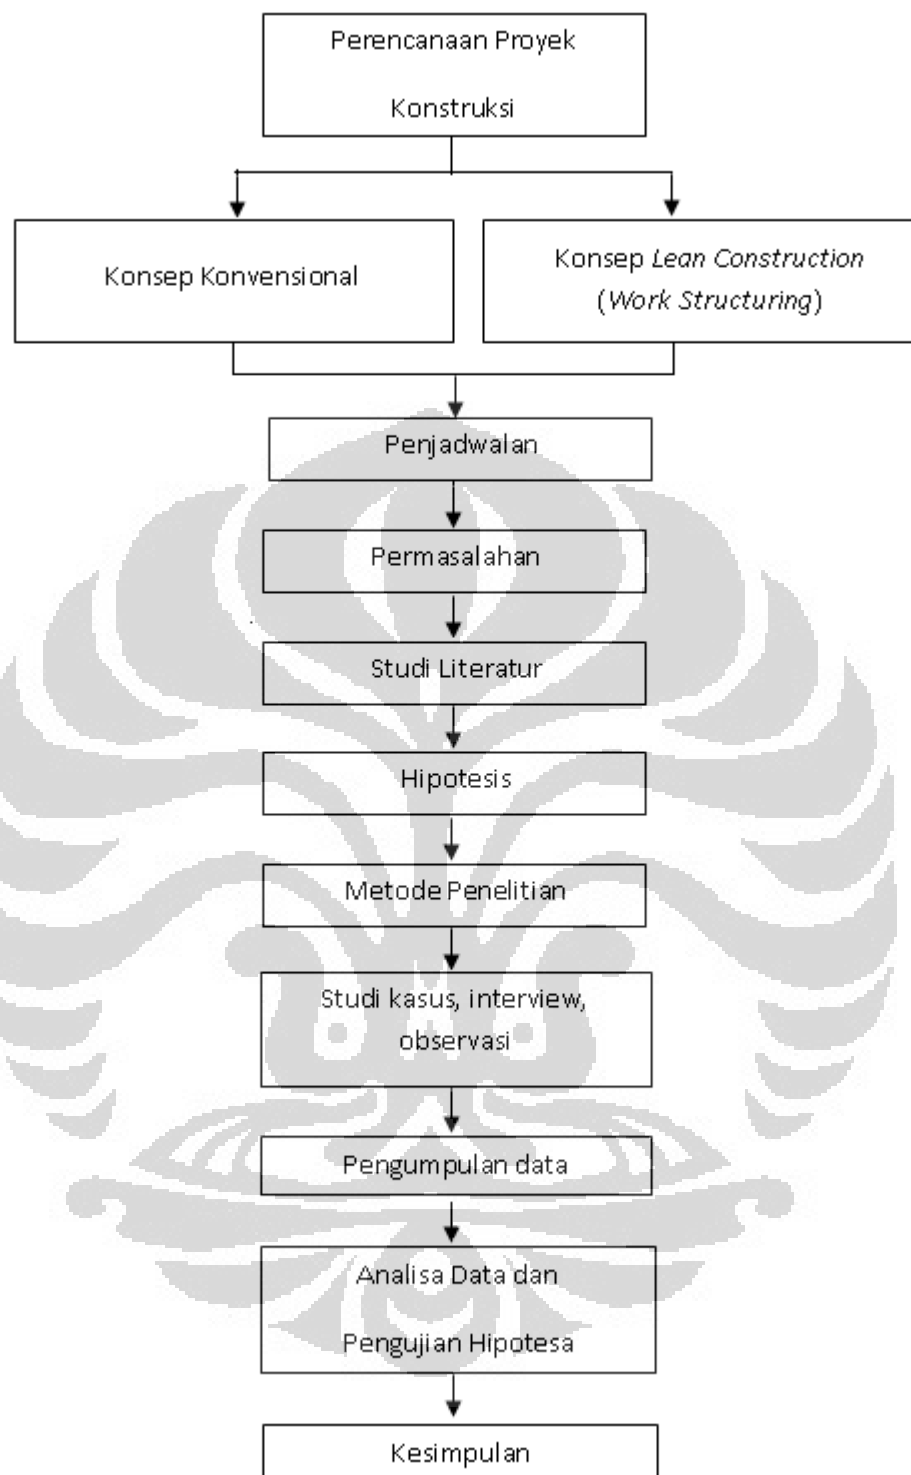 Perencanaan Proyek
Konstruksi
Konsep Konvensional
Konsep Lean Construction
(Work Structuring)
Penjadwalan
Permasalahan
Studi Literatur
Hipotesis
Metode Penelitian
Studi kasus, interview,
observasi
Pengumpulan data
Analisa Data dan
Pengujian Hipotesa
Kesimpulan